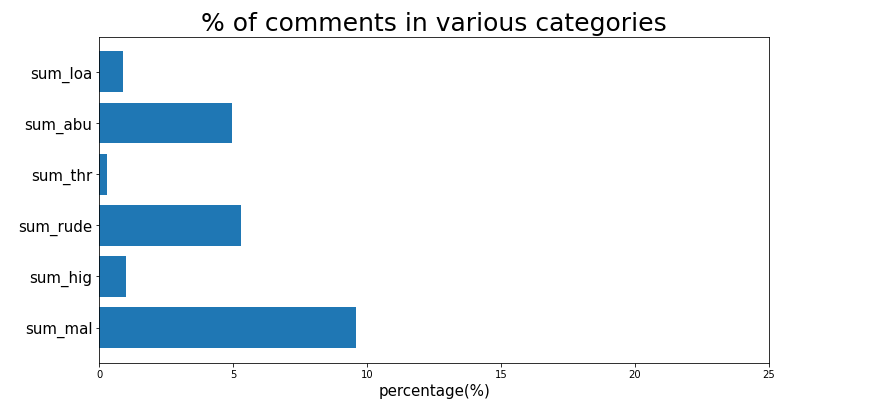 % of comments in various categories
sum_loa
sum_abu
sum_thr
sum_rude
sum_hig
sum_mal
0 5 10 15 20 25
percentage(%)